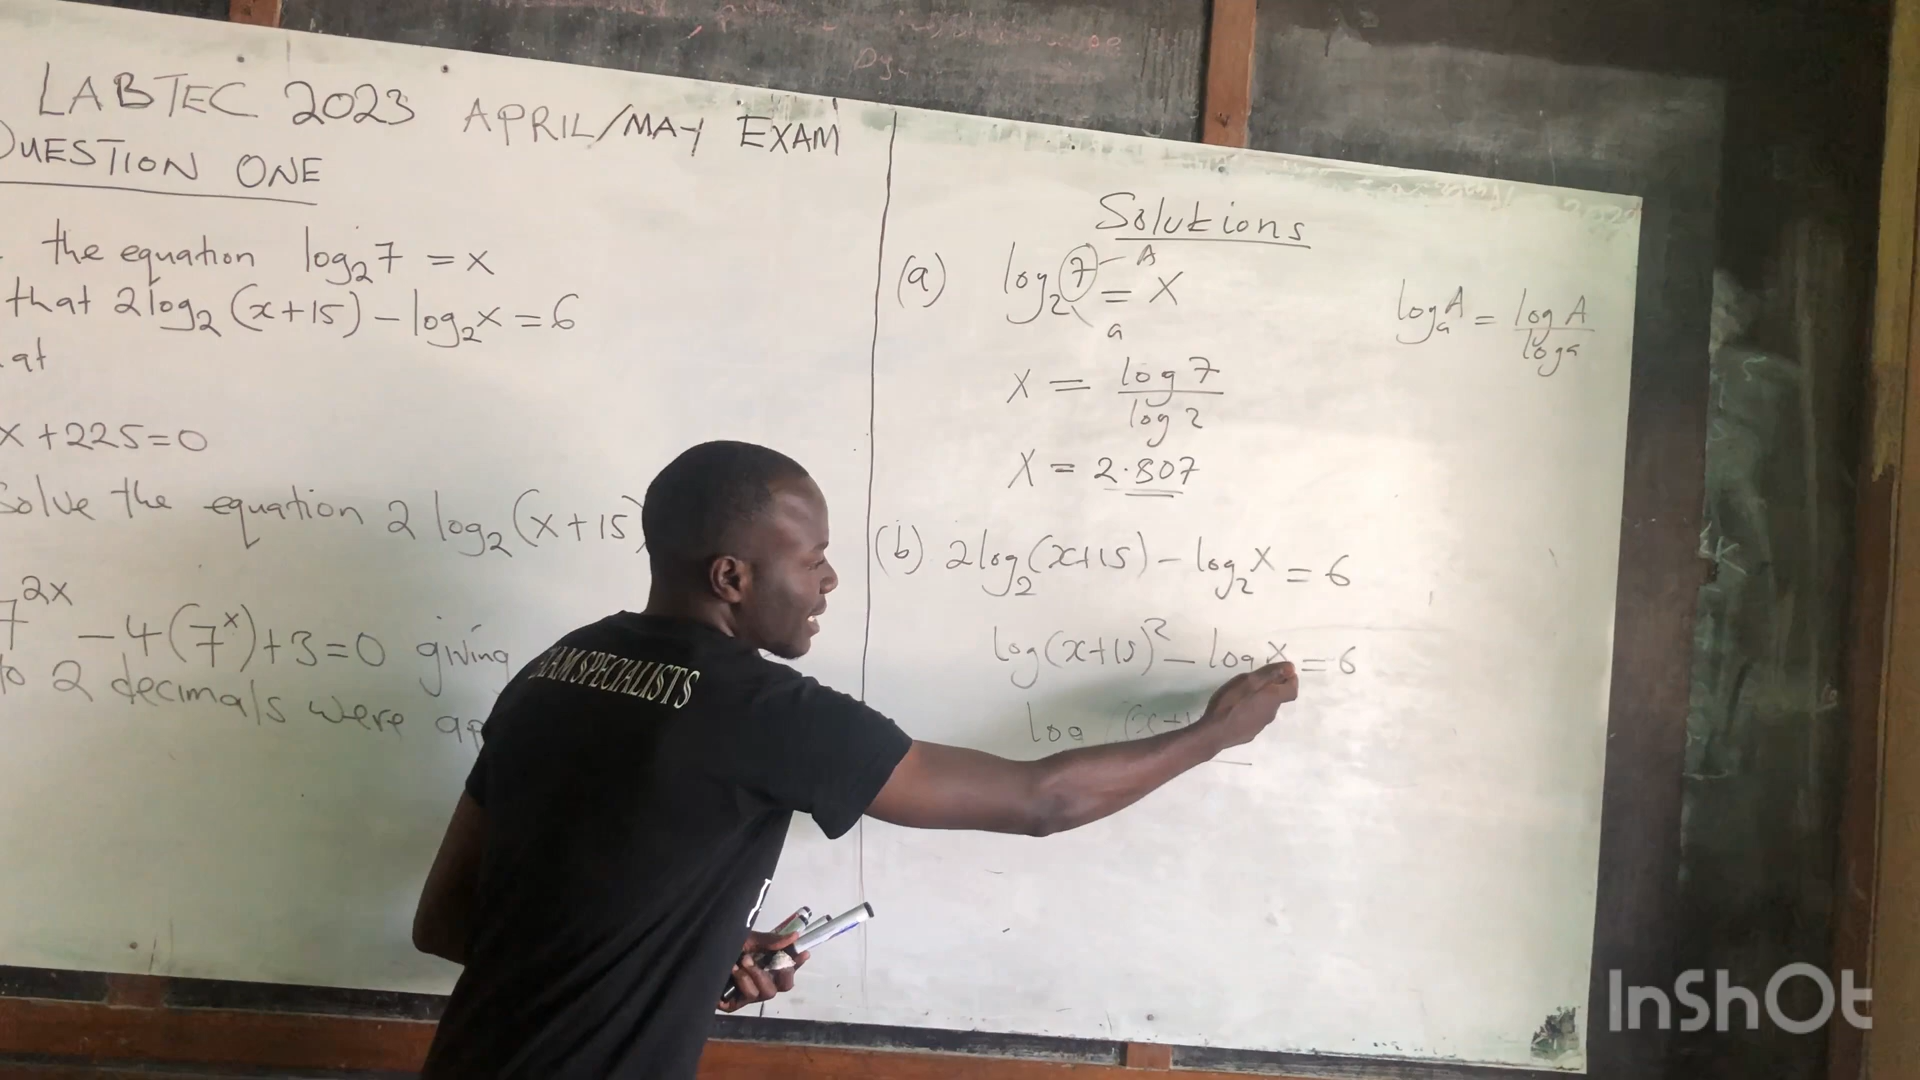 LABTEC 2023 APRIL/MAY EXAM
QUESTION ONE
the equation log₂7 = x
that 2log₂(x+15) - log₂x = 6
at
x+225=0
Solve the equation 2 log₂(x+15)
7^2x - 4(7^x)+3=0 giving
to 2 decimals were
Solutions
(a) log₂7 = x
A
a
x = log 7 / log 2
x = 2.807
logₐA = log A / log a
(b) 2log₂(x+15) - log₂x = 6
log(x+15)² - log x = 6
log (x+1
EXAM SPECIALISTS
InShOt